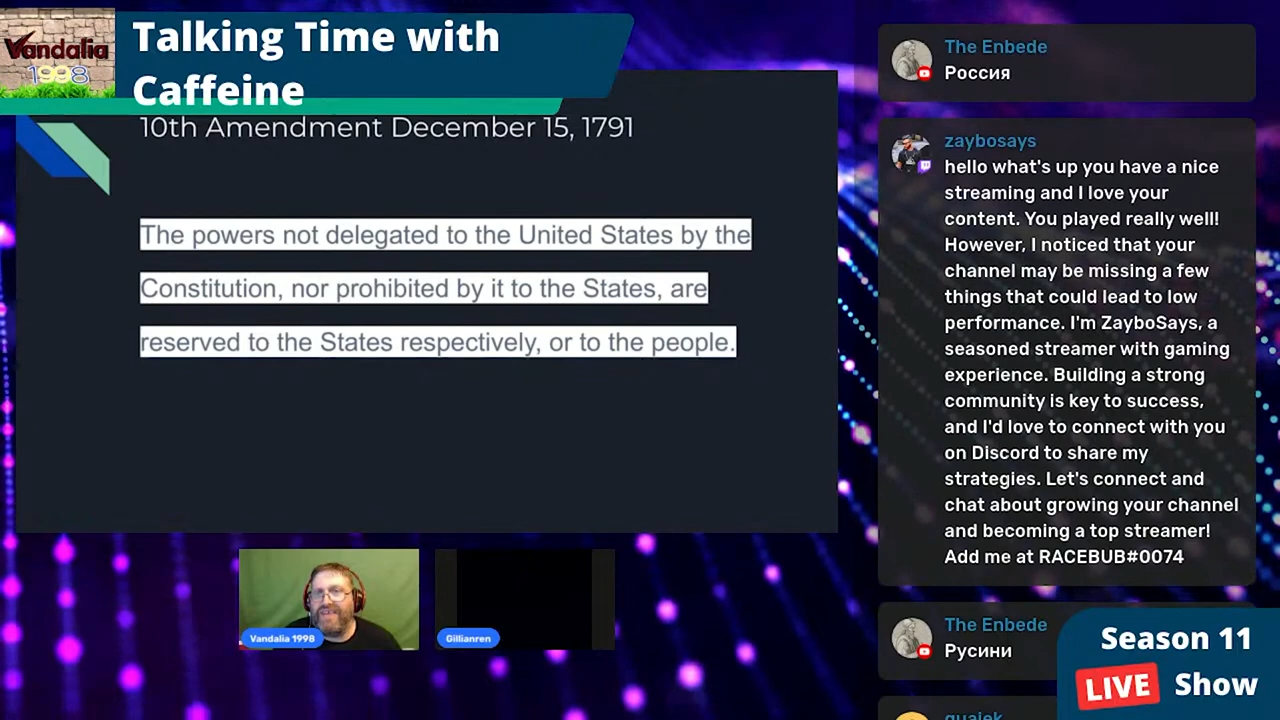 Vandalia
1998
Talking Time with
Caffeine
10th Amendment December 15, 1791
The powers not delegated to the United States by the
Constitution, nor prohibited by it to the States, are
reserved to the States respectively, or to the people.
Vandalia 1998
Gillianren
The Enbede
Россия
zaybosays
hello what's up you have a nice
streaming and I love your
content. You played really well!
However, I noticed that your
channel may be missing a few
things that could lead to low
performance. I'm ZayboSays, a
seasoned streamer with gaming
experience. Building a strong
community is key to success,
and I'd love to connect with you
on Discord to share my
strategies. Let's connect and
chat about growing your channel
and becoming a top streamer!
Add me at RACEBUB#0074
The Enbede
Русини
Season 11
LIVE Show